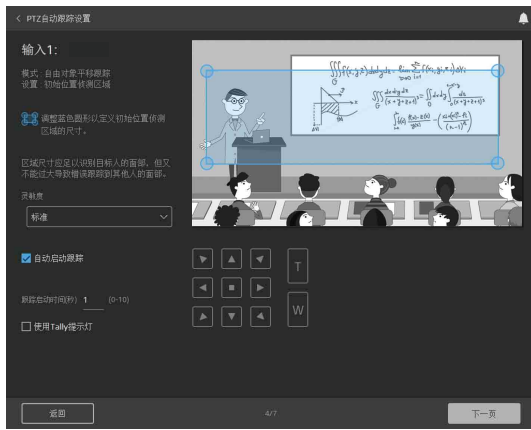 PTZ自动跟踪设置
输入1:
模式：自由对象平移跟踪
设置：初始位置侦测区域
调整蓝色圆形以定义初始位置侦测
区域的尺寸。
区域尺寸应足以识别目标人的面部，但又
不能过大导致错误跟踪到其他人的面部。
灵敏度
标准
自动启动跟踪
跟踪启动时间(秒) 1 (0-10)
使用Tally提示灯
T
W
返回
4/7
下一页